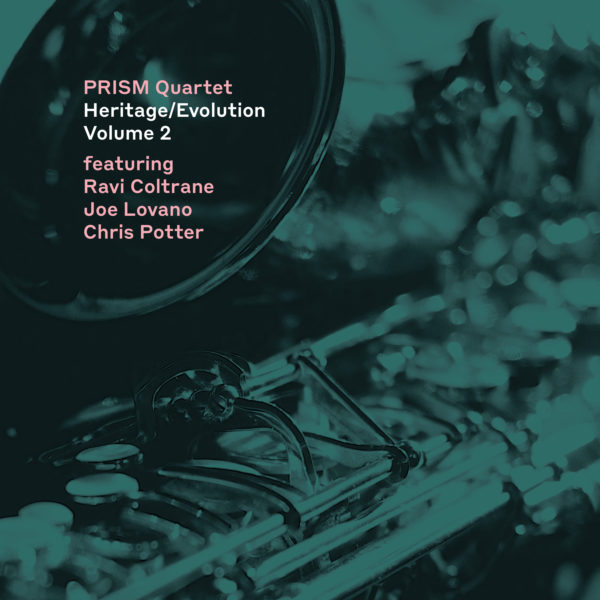 PRISM Quartet
Heritage/Evolution
Volume 2
featuring
Ravi Coltrane
Joe Lovano
Chris Potter